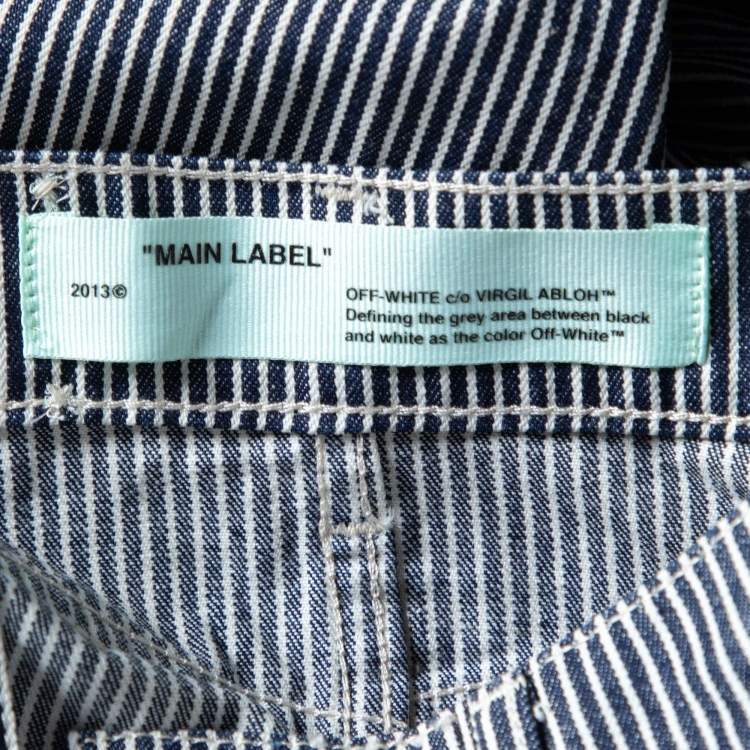 "MAIN LABEL"
2013©
OFF-WHITE c/o VIRGIL ABLOH™
Defining the grey area between black
and white as the color Off-White™